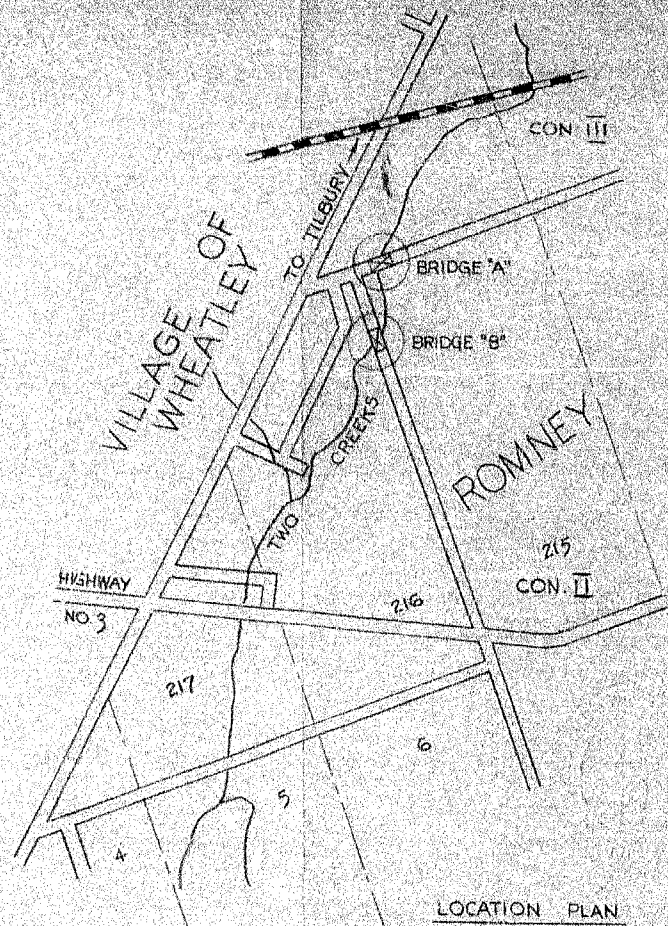 CON. III
TO TILBURY
VILLAGE OF
WHEATLEY
BRIDGE "A"
BRIDGE "B"
TWO CREEKS
ROMNEY
215
CON. II
HIGHWAY
NO 3
216
217
6
5
4
LOCATION PLAN